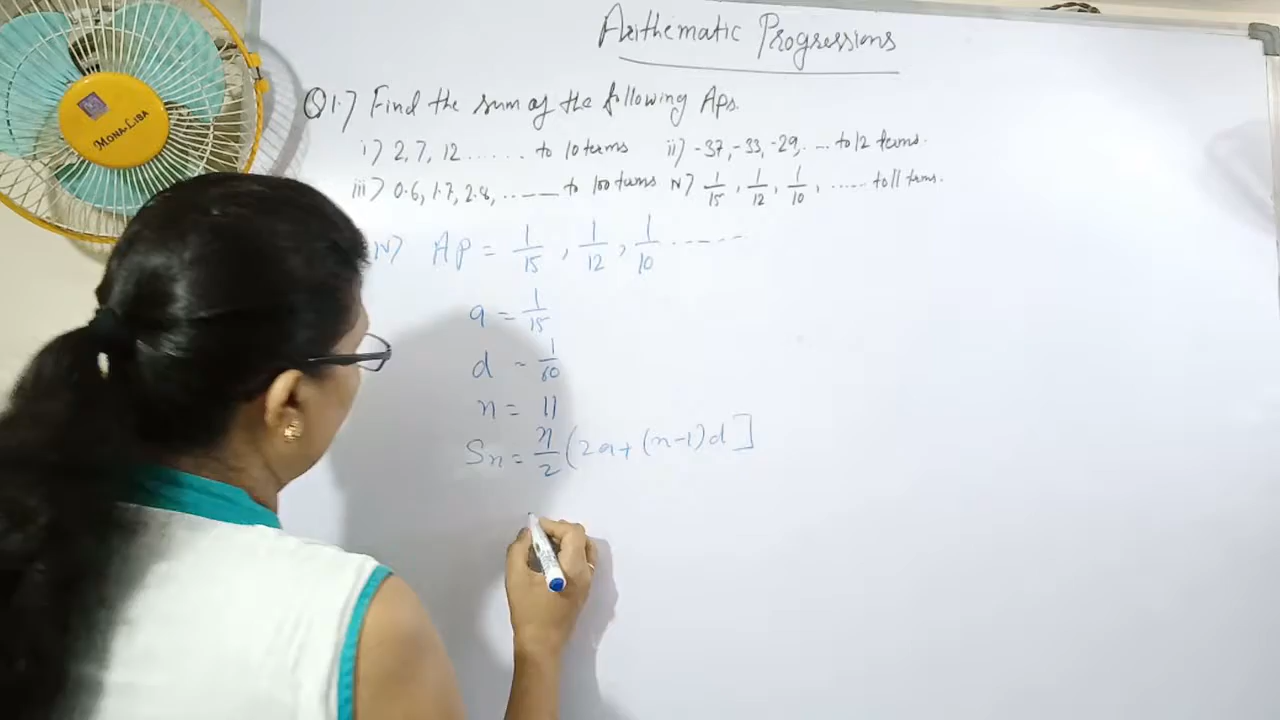 Arithematic Progressions
Q1.7 Find the sum of the following APs.
i) 2, 7, 12 ...... to 10 terms ii) -37, -33, -29, .... to 12 terms.
iii) 0.6, 1.7, 2.8, ...... to 100 terms iv) 1/15, 1/12, 1/10, ...... to 11 terms.
iv) AP = 1/15, 1/12, 1/10 ......
a = 1/15
d = 1/60
n = 11
Sn = n/2 (2a + (n-1)d]
MONA-LISA